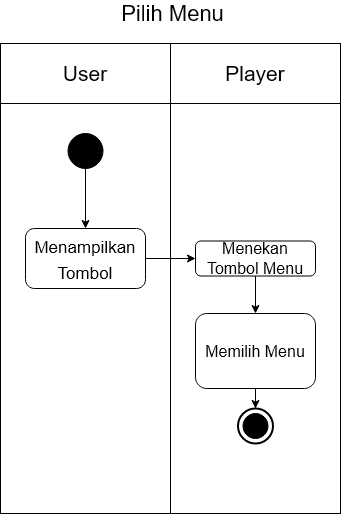 Pilih Menu
User
Player
Menampilkan
Tombol
Menekan
Tombol Menu
Memilih Menu